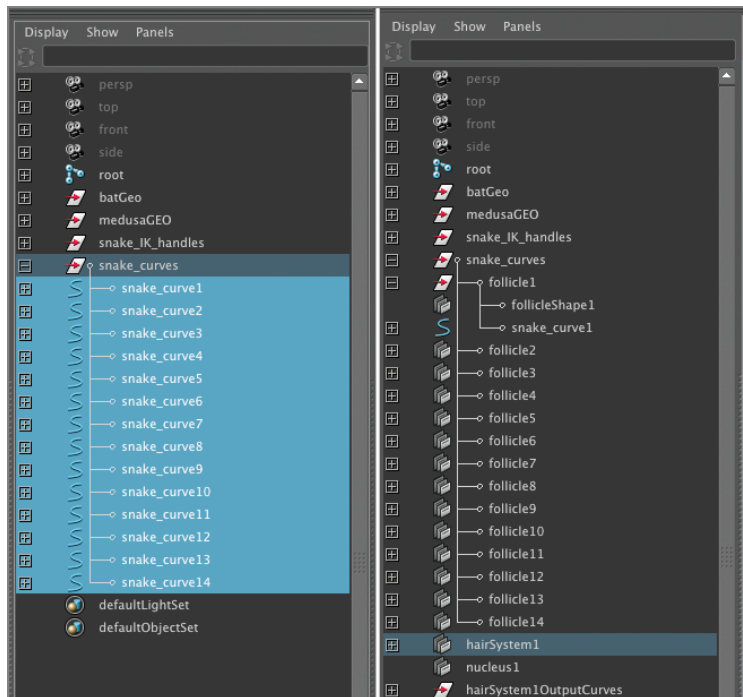 Display Show Panels
persp
top
front
side
root
batGeo
medusaGEO
snake_IK_handles
snake_curves
snake_curve1
snake_curve2
snake_curve3
snake_curve4
snake_curve5
snake_curve6
snake_curve7
snake_curve8
snake_curve9
snake_curve10
snake_curve11
snake_curve12
snake_curve13
snake_curve14
defaultLightSet
defaultObjectSet
Display Show Panels
persp
top
front
side
root
batGeo
medusaGEO
snake_IK_handles
snake_curves
follicle1
follicleShape1
snake_curve1
follicle2
follicle3
follicle4
follicle5
follicle6
follicle7
follicle8
follicle9
follicle10
follicle11
follicle12
follicle13
follicle14
hairSystem1
nucleus1
hairSystem1OutputCurves